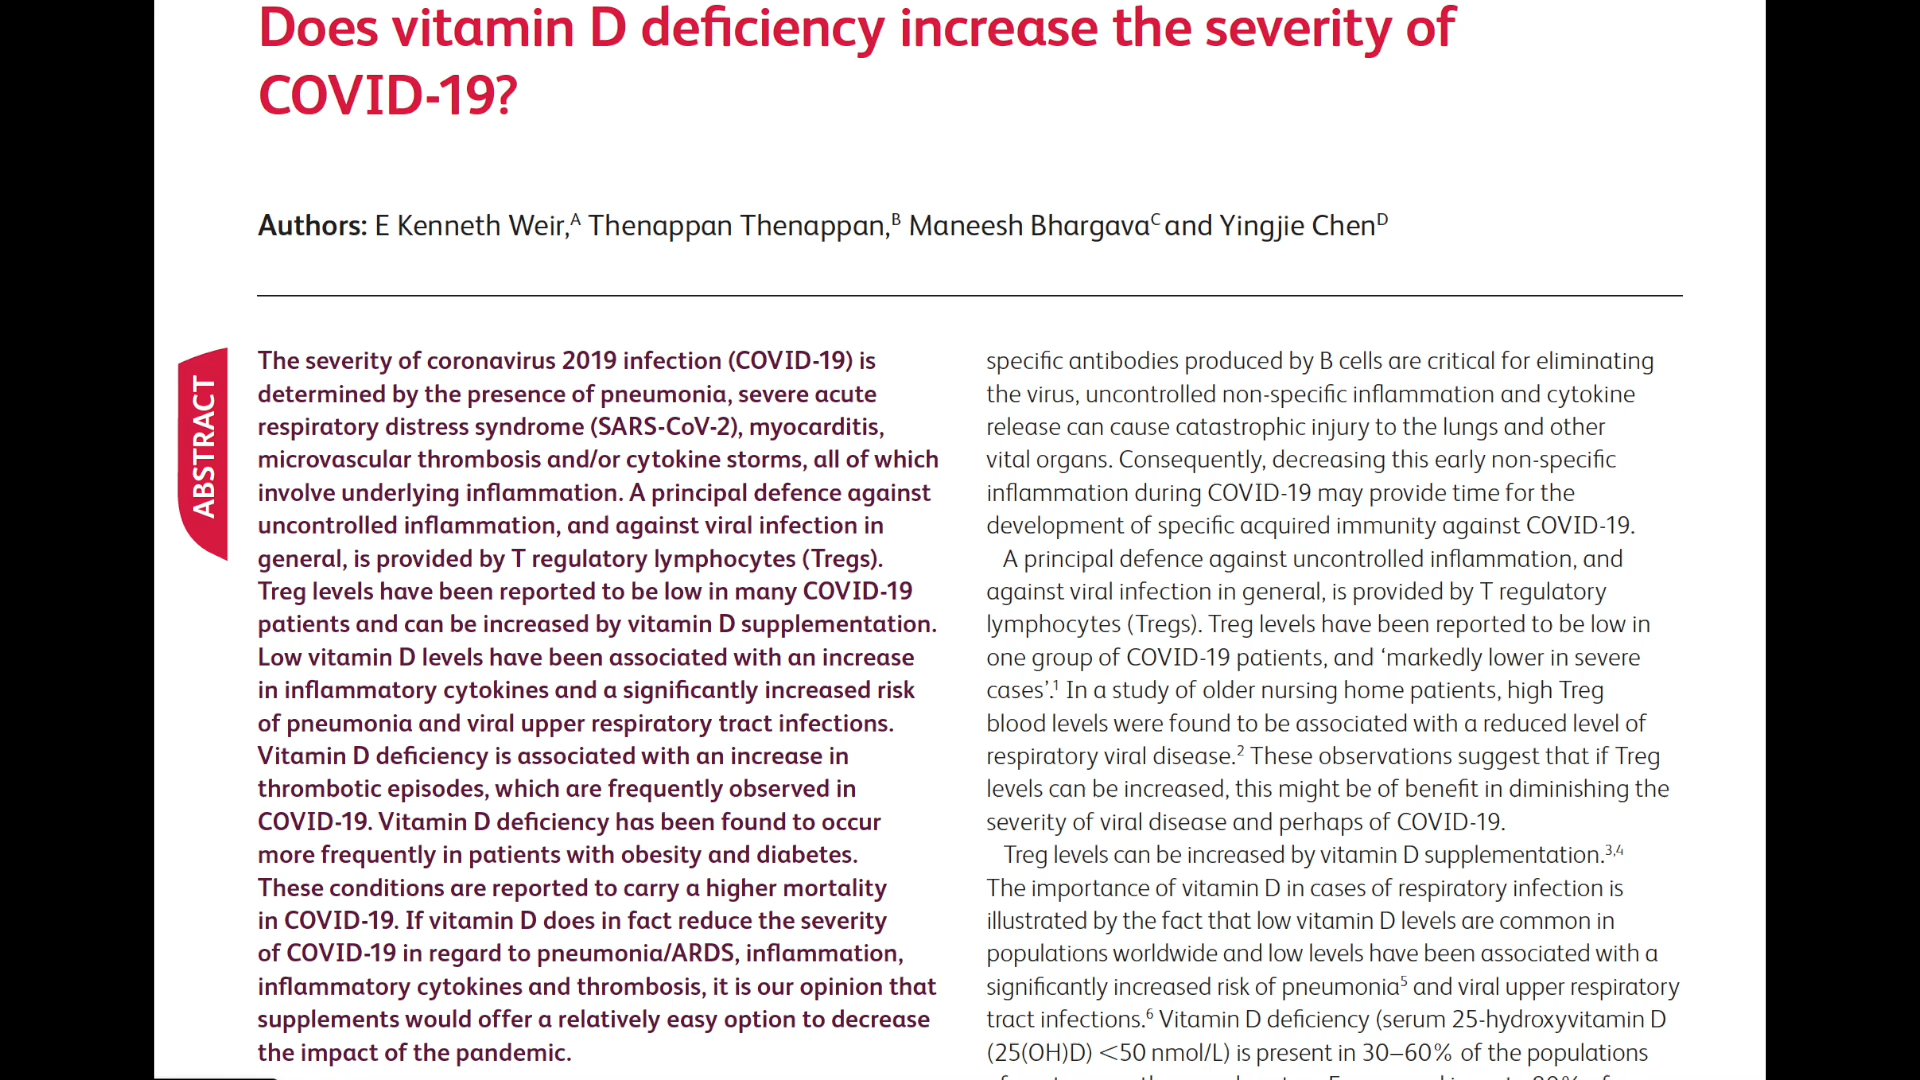 Does vitamin D deficiency increase the severity of
COVID-19?
Authors: E Kenneth Weir,A Thenappan Thenappan,B Maneesh BhargavaC and Yingjie ChenD
ABSTRACT
The severity of coronavirus 2019 infection (COVID-19) is
determined by the presence of pneumonia, severe acute
respiratory distress syndrome (SARS-CoV-2), myocarditis,
microvascular thrombosis and/or cytokine storms, all of which
involve underlying inflammation. A principal defence against
uncontrolled inflammation, and against viral infection in
general, is provided by T regulatory lymphocytes (Tregs).
Treg levels have been reported to be low in many COVID-19
patients and can be increased by vitamin D supplementation.
Low vitamin D levels have been associated with an increase
in inflammatory cytokines and a significantly increased risk
of pneumonia and viral upper respiratory tract infections.
Vitamin D deficiency is associated with an increase in
thrombotic episodes, which are frequently observed in
COVID-19. Vitamin D deficiency has been found to occur
more frequently in patients with obesity and diabetes.
These conditions are reported to carry a higher mortality
in COVID-19. If vitamin D does in fact reduce the severity
of COVID-19 in regard to pneumonia/ARDS, inflammation,
inflammatory cytokines and thrombosis, it is our opinion that
supplements would offer a relatively easy option to decrease
the impact of the pandemic.
specific antibodies produced by B cells are critical for eliminating
the virus, uncontrolled non-specific inflammation and cytokine
release can cause catastrophic injury to the lungs and other
vital organs. Consequently, decreasing this early non-specific
inflammation during COVID-19 may provide time for the
development of specific acquired immunity against COVID-19.
A principal defence against uncontrolled inflammation, and
against viral infection in general, is provided by T regulatory
lymphocytes (Tregs). Treg levels have been reported to be low in
one group of COVID-19 patients, and ‘markedly lower in severe
cases’.1 In a study of older nursing home patients, high Treg
blood levels were found to be associated with a reduced level of
respiratory viral disease.2 These observations suggest that if Treg
levels can be increased, this might be of benefit in diminishing the
severity of viral disease and perhaps of COVID-19.
Treg levels can be increased by vitamin D supplementation.3,4
The importance of vitamin D in cases of respiratory infection is
illustrated by the fact that low vitamin D levels are common in
populations worldwide and low levels have been associated with a
significantly increased risk of pneumonia5 and viral upper respiratory
tract infections.6 Vitamin D deficiency (serum 25-hydroxyvitamin D
(25(OH)D) <50 nmol/L) is present in 30–60% of the populations